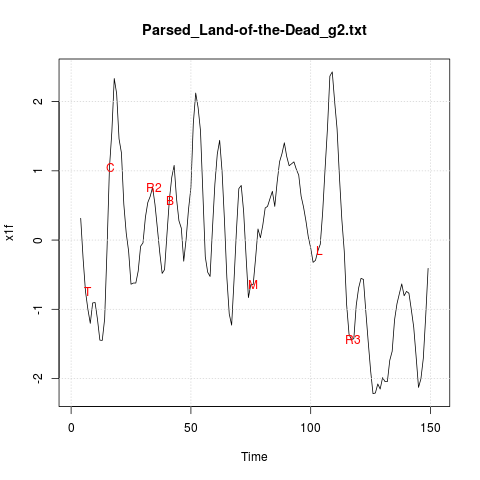 Parsed_Land-of-the-Dead_g2.txt
x1f
2
1
0
-1
-2
C
R2
B
T
M
L
R3
0
50
100
150
Time